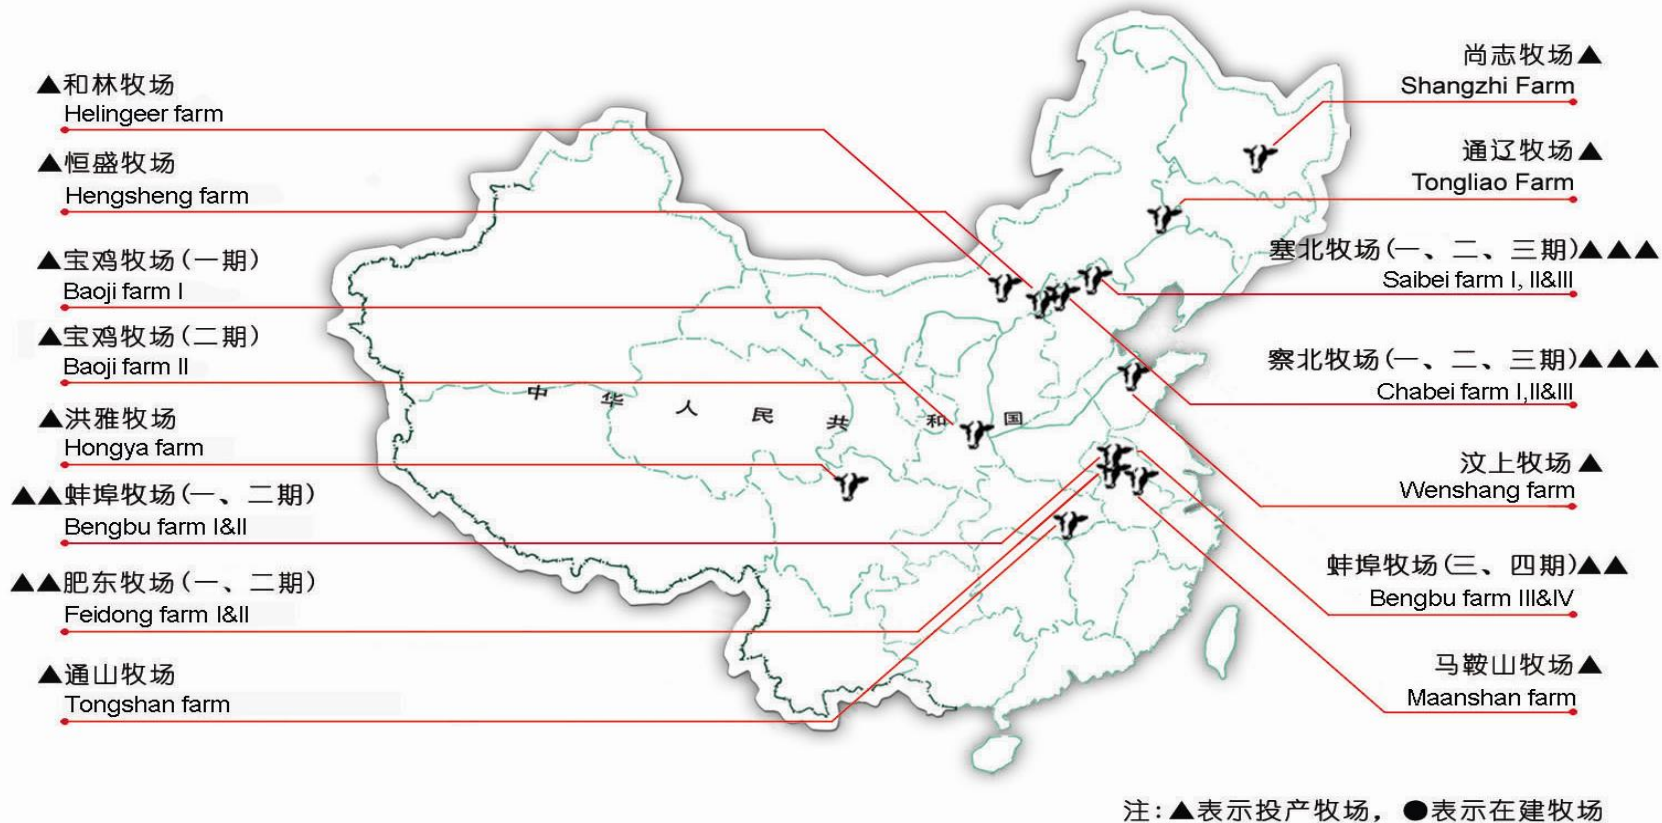 ▲和林牧场
Helingeer farm
▲恒盛牧场
Hengsheng farm
▲宝鸡牧场(一期)
Baoji farm I
▲宝鸡牧场(二期)
Baoji farm II
▲洪雅牧场
Hongya farm
▲▲蚌埠牧场(一、二期)
Bengbu farm I&II
▲▲肥东牧场(一、二期)
Feidong farm I&II
▲通山牧场
Tongshan farm
中华人民共和国
尚志牧场▲
Shangzhi Farm
通辽牧场▲
Tongliao Farm
塞北牧场(一、二、三期)▲▲▲
Saibei farm I, II&III
察北牧场(一、二、三期)▲▲▲
Chabei farm I,II&III
汶上牧场▲
Wenshang farm
蚌埠牧场(三、四期)▲▲
Bengbu farm III&IV
马鞍山牧场▲
Maanshan farm
注:▲表示投产牧场，●表示在建牧场